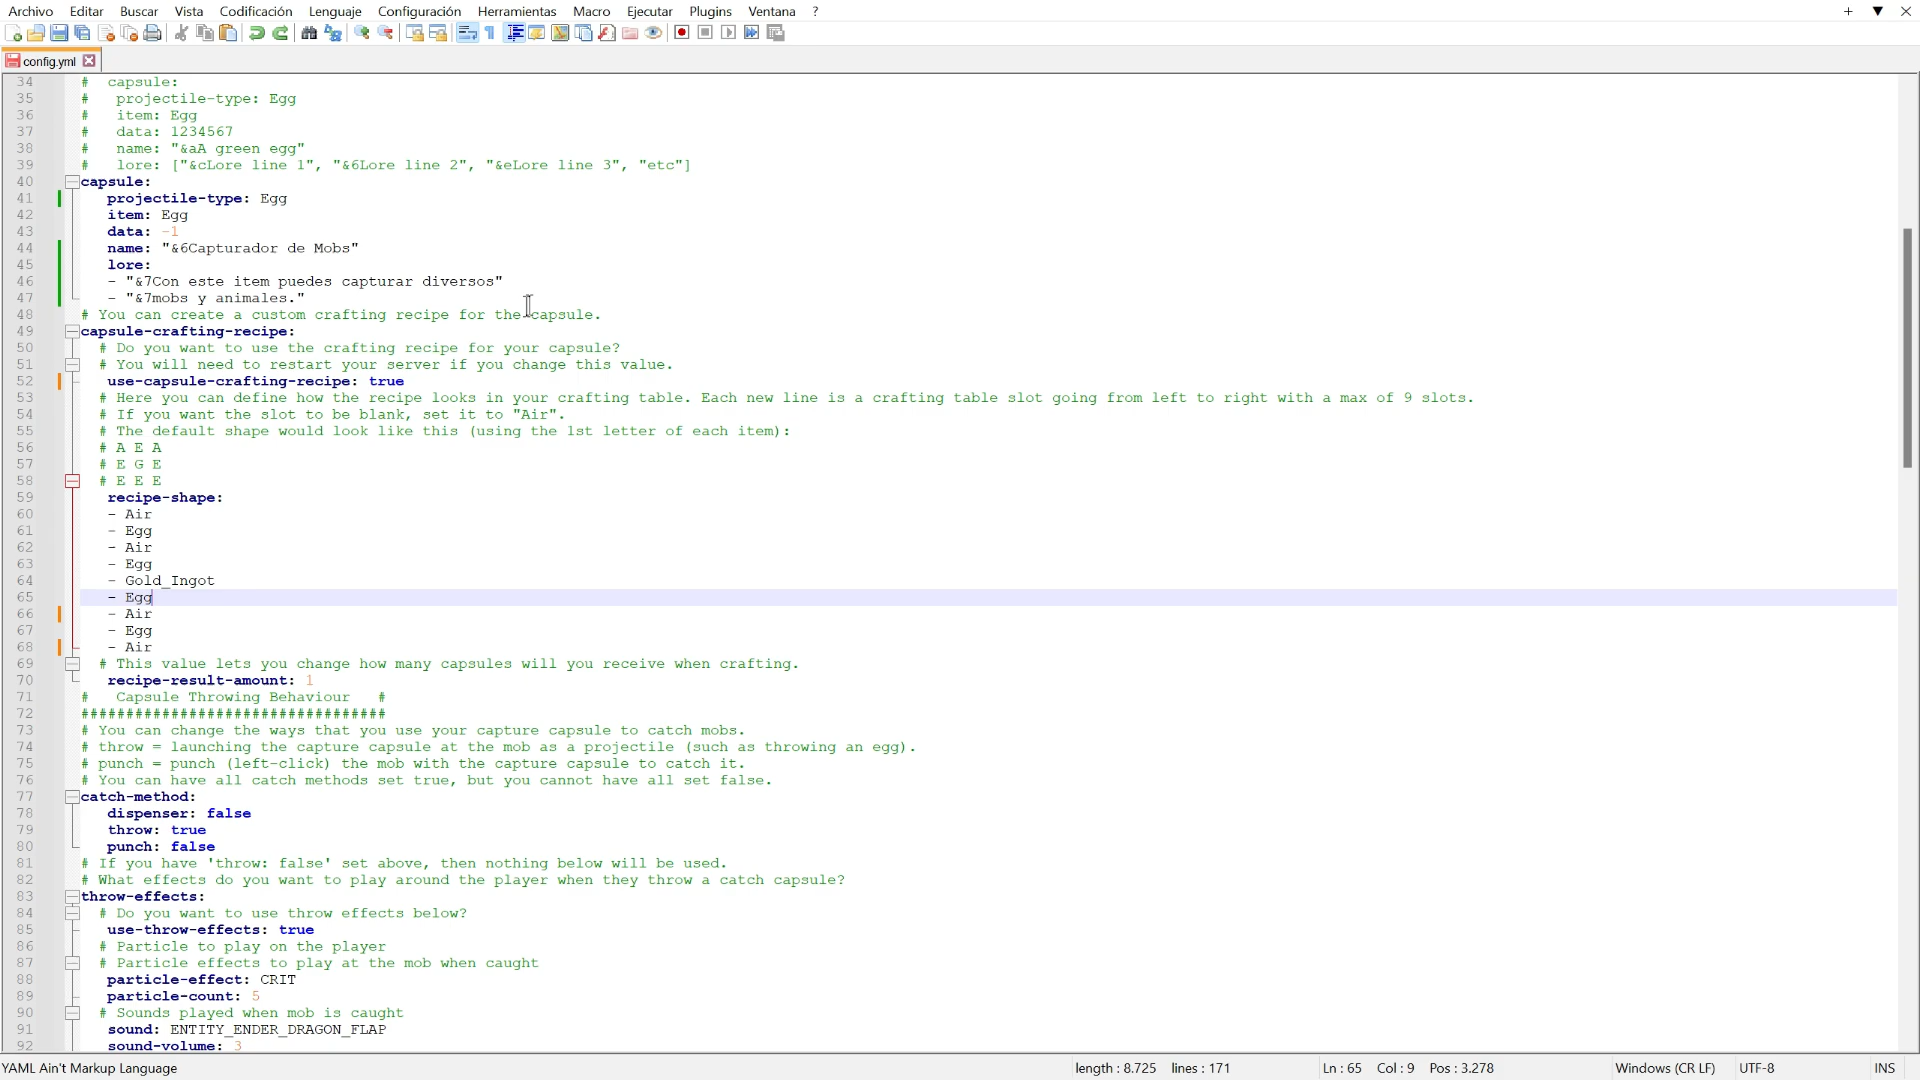 Archivo Editar Buscar Vista Codificación Lenguaje Configuración Herramientas Macro Ejecutar Plugins Ventana ?
config.yml
34 # capsule:
35 # projectile-type: Egg
36 # item: Egg
37 # data: 1234567
38 # name: "&aA green egg"
39 # lore: ["&cLore line 1", "&6Lore line 2", "&eLore line 3", "etc"]
40 capsule:
41 projectile-type: Egg
42 item: Egg
43 data: -1
44 name: "&6Capturador de Mobs"
45 lore:
46 - "&7Con este item puedes capturar diversos"
47 - "&7mobs y animales."
48 # You can create a custom crafting recipe for the capsule.
49 capsule-crafting-recipe:
50 # Do you want to use the crafting recipe for your capsule?
51 # You will need to restart your server if you change this value.
52 use-capsule-crafting-recipe: true
53 # Here you can define how the recipe looks in your crafting table. Each new line is a crafting table slot going from left to right with a max of 9 slots.
54 # If you want the slot to be blank, set it to "Air".
55 # The default shape would look like this (using the 1st letter of each item):
56 # A E A
57 # E G E
58 # E E E
59 recipe-shape:
60 - Air
61 - Egg
62 - Air
63 - Egg
64 - Gold_Ingot
65 - Egg
66 - Air
67 - Egg
68 - Air
69 # This value lets you change how many capsules will you receive when crafting.
70 recipe-result-amount: 1
71 # Capsule Throwing Behaviour #
72 ##################################
73 # You can change the ways that you use your capture capsule to catch mobs.
74 # throw = launching the capture capsule at the mob as a projectile (such as throwing an egg).
75 # punch = punch (left-click) the mob with the capture capsule to catch it.
76 # You can have all catch methods set true, but you cannot have all set false.
77 catch-method:
78 dispenser: false
79 throw: true
80 punch: false
81 # If you have 'throw: false' set above, then nothing below will be used.
82 # What effects do you want to play around the player when they throw a catch capsule?
83 throw-effects:
84 # Do you want to use throw effects below?
85 use-throw-effects: true
86 # Particle to play on the player
87 # Particle effects to play at the mob when caught
88 particle-effect: CRIT
89 particle-count: 5
90 # Sounds played when mob is caught
91 sound: ENTITY_ENDER_DRAGON_FLAP
92 sound-volume: 3
YAML Ain't Markup Language length : 8.725 lines : 171 Ln : 65 Col : 9 Pos : 3.278 Windows (CR LF) UTF-8 INS